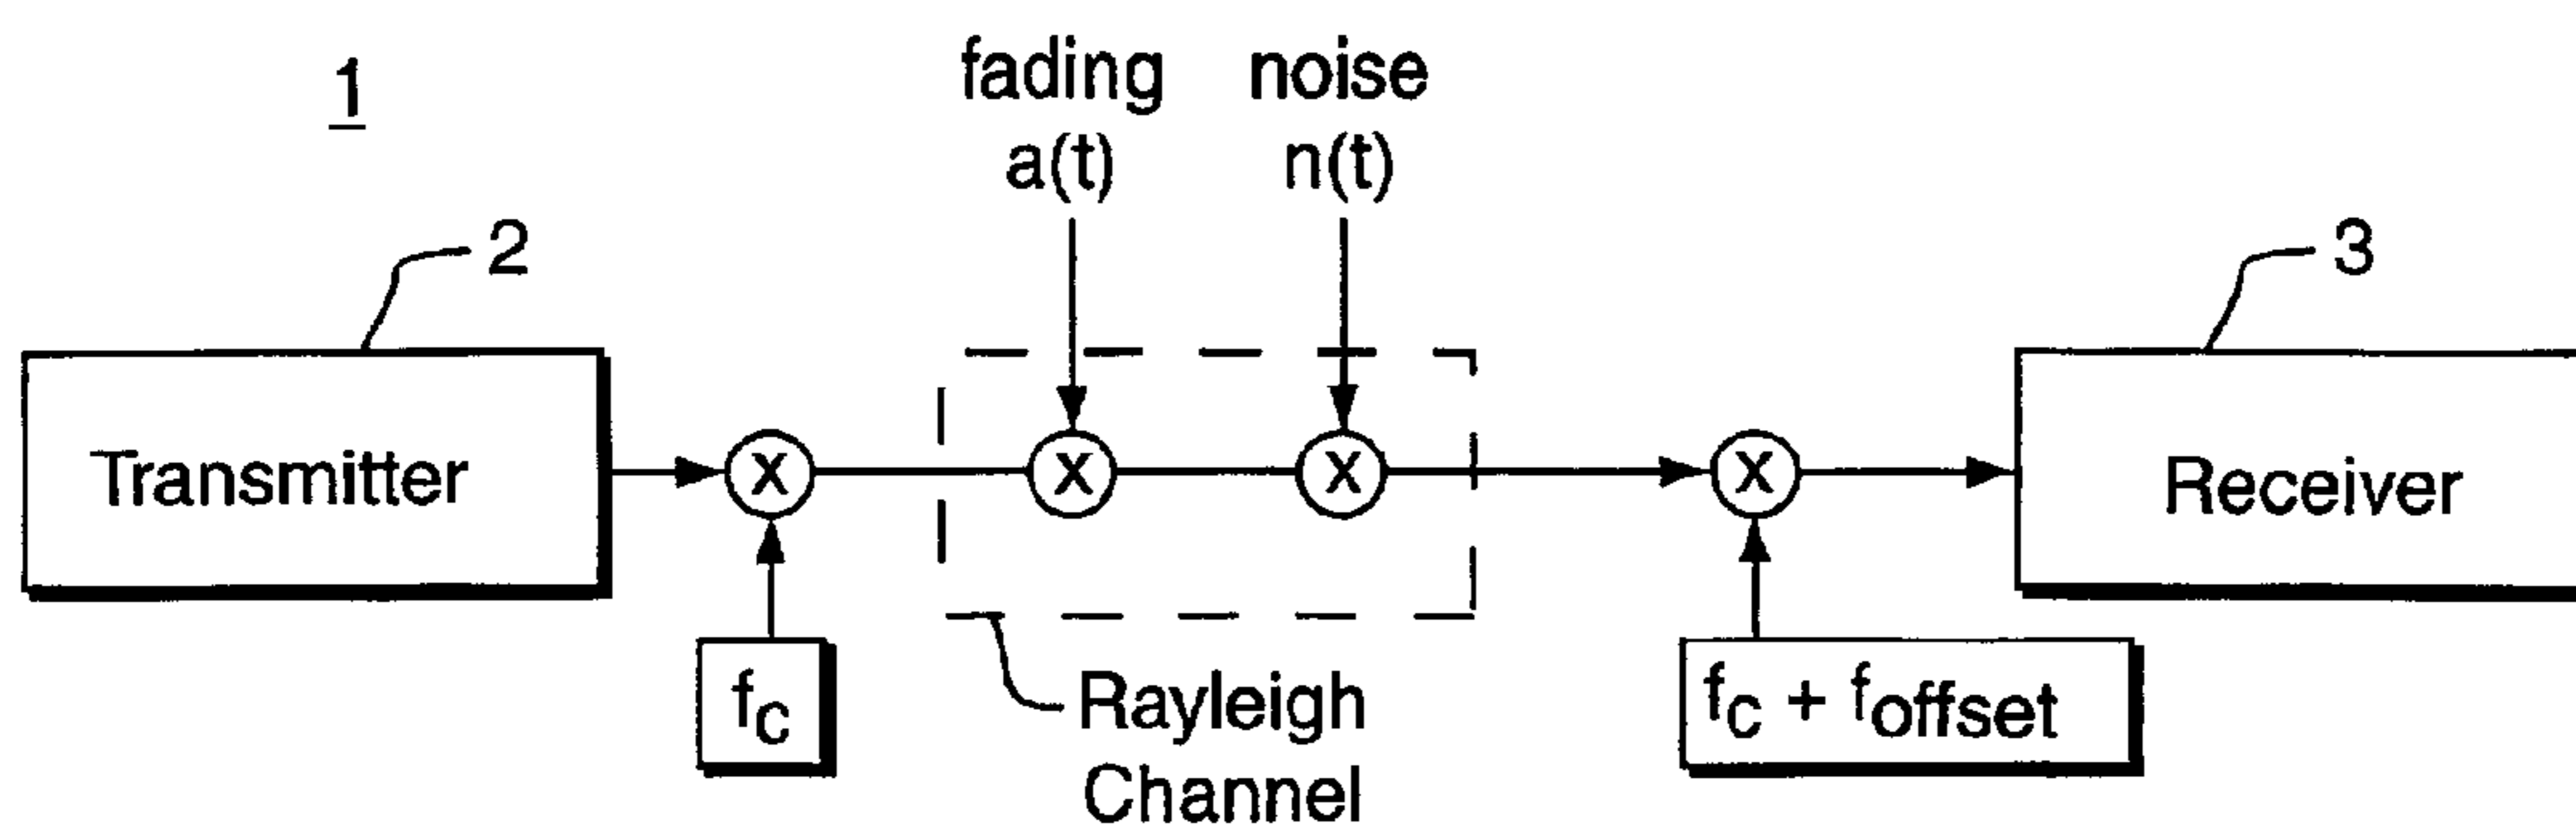 1
fading noise
a(t) n(t)
2
3
Transmitter
X
X
X
X
Receiver
fc
fc + foffset
Rayleigh
Channel